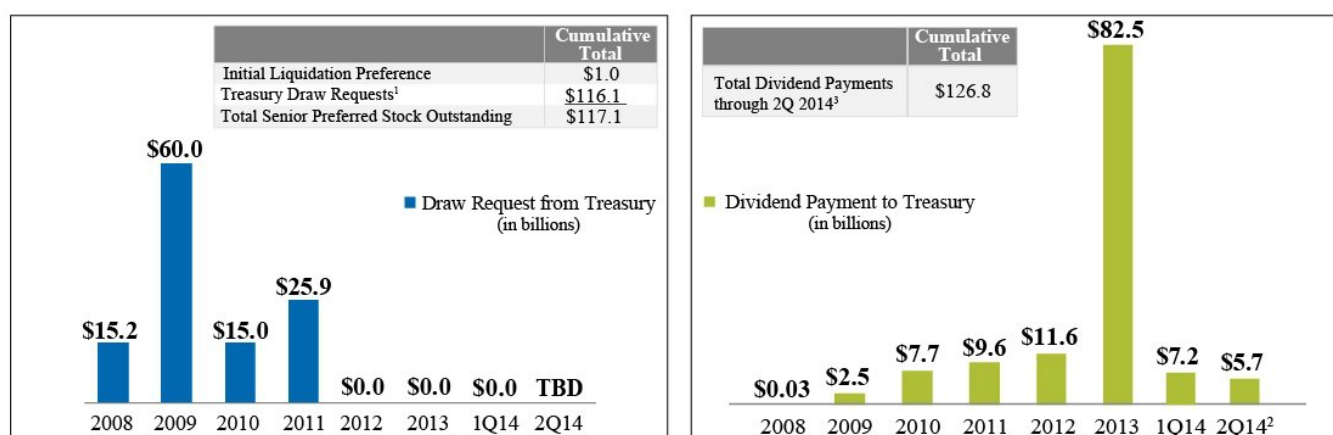 Cumulative Total
Initial Liquidation Preference $1.0
Treasury Draw Requests¹ $116.1
Total Senior Preferred Stock Outstanding $117.1
$60.0
Draw Request from Treasury
(in billions)
$25.9
$15.2
$15.0
$0.0 $0.0 $0.0 TBD
2008 2009 2010 2011 2012 2013 1Q14 2Q14
$82.5
Cumulative
Total
Total Dividend Payments
through 2Q 2014³
$126.8
Dividend Payment to Treasury
(in billions)
$11.6
$9.6
$7.7
$7.2
$5.7
$2.5
$0.03
2008 2009 2010 2011 2012 2013 1Q14 2Q14²